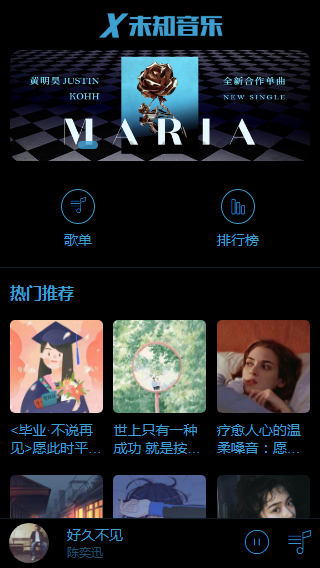 X 未知音乐
黄明昊 JUSTIN
KOHH
全新合作单曲
NEW SINGLE
MARIA
歌单
排行榜
热门推荐
<毕业·不说再
见>愿此时平…
世上只有一种
成功 就是按…
疗愈人心的温
柔嗓音：愿…
好久不见
陈奕迅